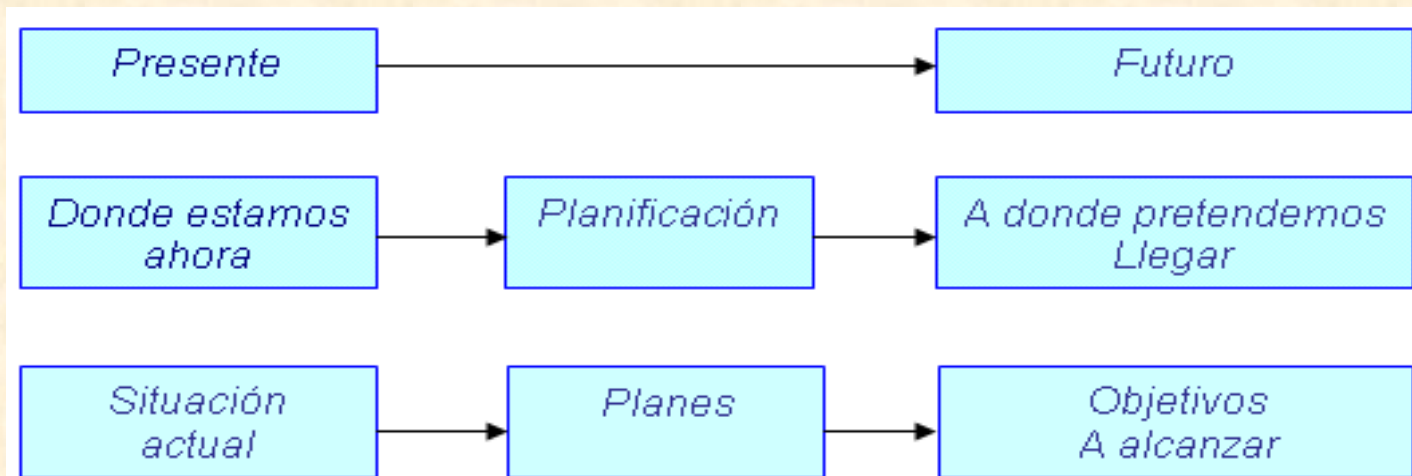 Presente
Futuro
Donde estamos
ahora
Planificación
A donde pretendemos
Llegar
Situación
actual
Planes
Objetivos
A alcanzar